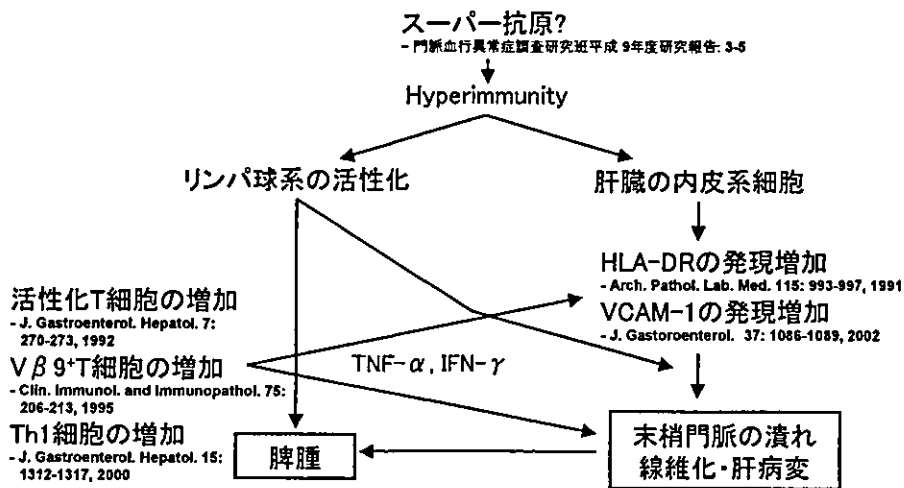 スーパー抗原?
- 門脈血行異常症調査研究班平成 9年度研究報告: 3-5
Hyperimmunity
リンパ球系の活性化
肝臓の内皮系細胞
HLA-DRの発現増加
- Arch. Pathol. Lab. Med. 115: 993-997, 1991
VCAM-1の発現増加
- J. Gastoroenterol. 37: 1086-1089, 2002
活性化T細胞の増加
- J. Gastroenterol. Hepatol. 7:
270-273, 1992
Vβ9⁺T細胞の増加
- Clin. Immunol. and Immunopathol. 75:
206-213, 1995
Th1細胞の増加
- J. Gastroenterol. Hepatol. 15:
1312-1317, 2000
TNF-α, IFN-γ
脾腫
末梢門脈の潰れ
線維化・肝病変